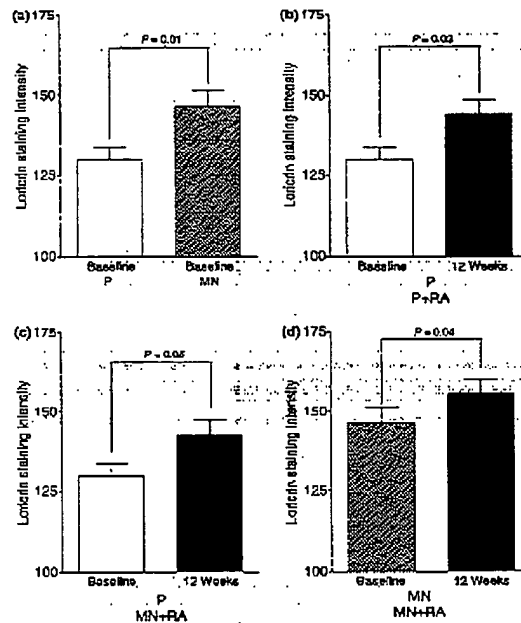 (a) 175
P = 0.01
150
125
100
Loricrin staining intensity
Baseline Baseline
P MN
(b) 175
P = 0.03
150
125
100
Loricrin staining intensity
Baseline 12 Weeks
P
P+RA
(c) 175
P = 0.05
150
125
100
Loricrin staining intensity
Baseline 12 Weeks
P
MN+RA
(d) 175
P = 0.04
150
125
100
Loricrin staining intensity
Baseline 12 Weeks
MN
MN+RA